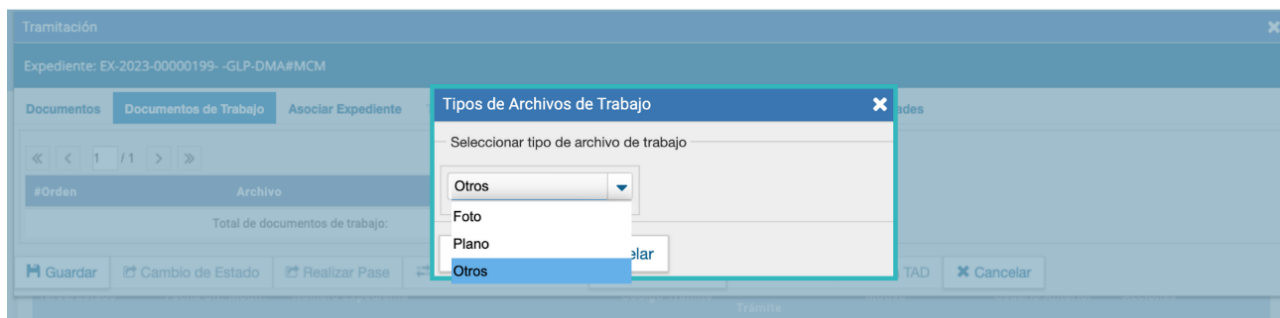 Tramitación
Expediente: EX-2023-00000199- -GLP-DMA#MCM
Documentos Documentos de Trabajo Asociar Expediente
Tipos de Archivos de Trabajo
Seleccionar tipo de archivo de trabajo
1 / 1
Otros
#Orden Archivo
Foto
Total de documentos de trabajo:
Plano
Otros
Guardar Cambio de Estado Realizar Pase TAD Cancelar
Trámite